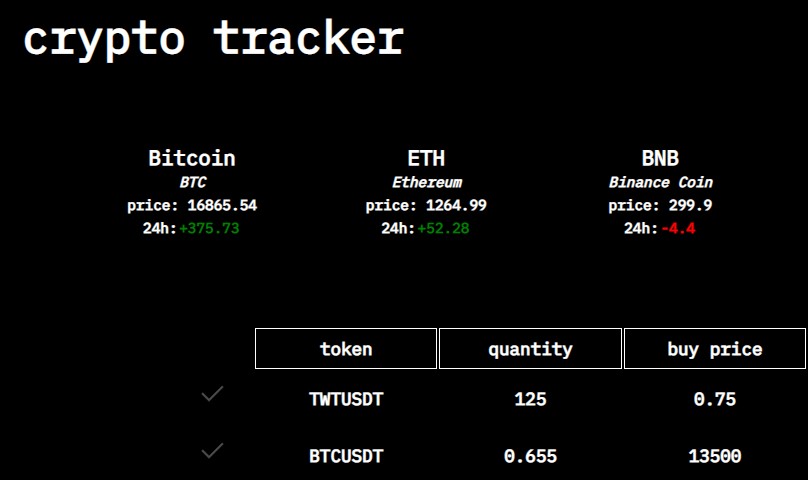 crypto tracker
Bitcoin ETH BNB
BTC Ethereum Binance Coin
price: 16865.54 price: 1264.99 price: 299.9
24h:+375.73 24h:+52.28 24h:-4.4
token quantity buy price
TWTUSDT 125 0.75
BTCUSDT 0.655 13500